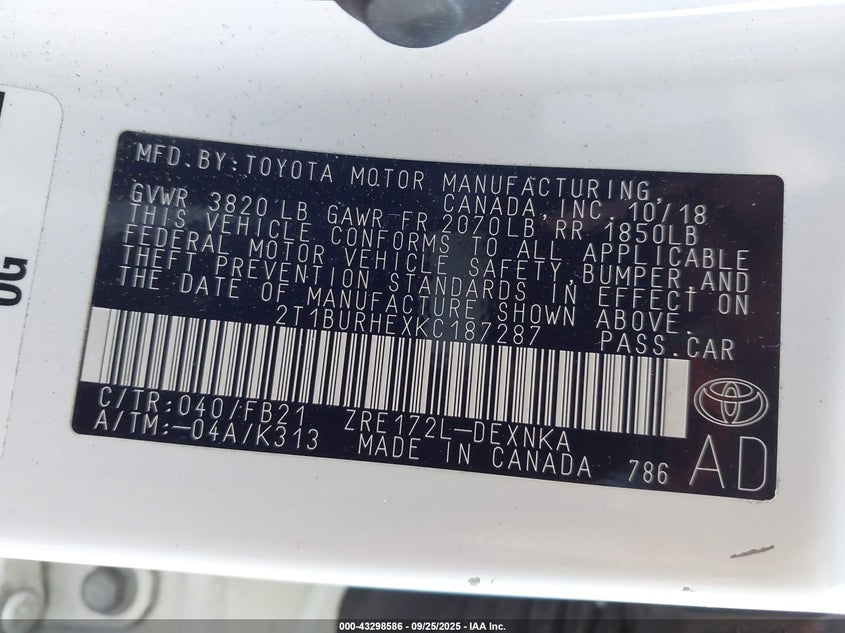 MFD.BY:TOYOTA MOTOR MANUFACTURING,
CANADA,INC. 10/18
GVWR 3820 LB GAWR FR 2070LB RR 1850LB
THIS VEHICLE CONFORMS TO ALL APPLICABLE
FEDERAL MOTOR VEHICLE SAFETY,BUMPER,AND
THEFT PREVENTION STANDARDS IN EFFECT ON
THE DATE OF MANUFACTURE SHOWN ABOVE.
2T1BURHEXKC187287 PASS.CAR
C/TR:040/FB21 ZRE172L-DEXNKA
A/TM:-04A/K313 MADE IN CANADA 786
AD
000-43298586 - 09/25/2025 - IAA Inc.